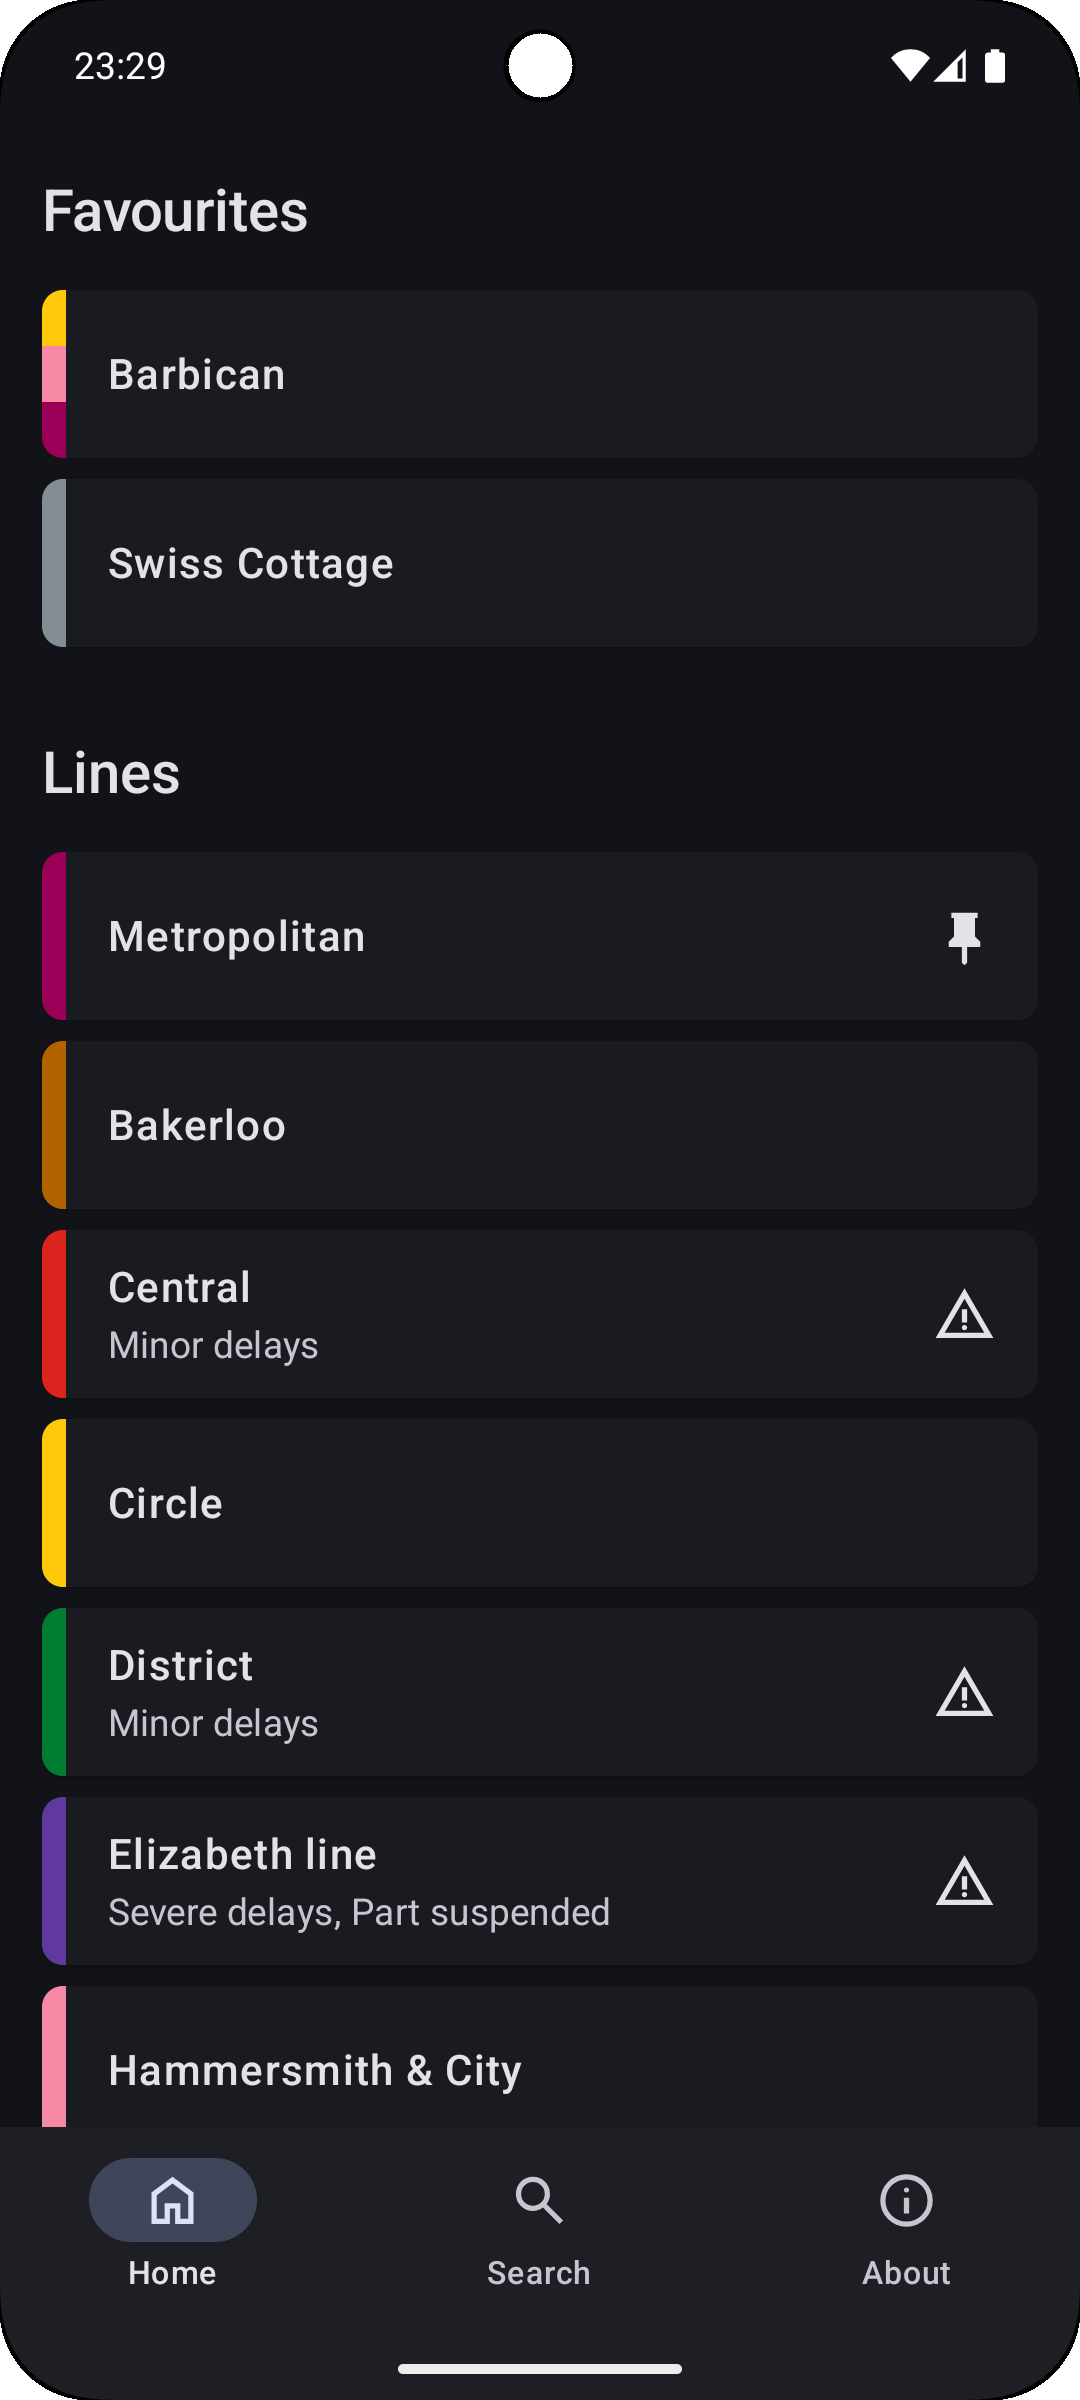 23:29
Favourites
Barbican
Swiss Cottage
Lines
Metropolitan
Bakerloo
Central
Minor delays
Circle
District
Minor delays
Elizabeth line
Severe delays, Part suspended
Hammersmith & City
Home
Search
About